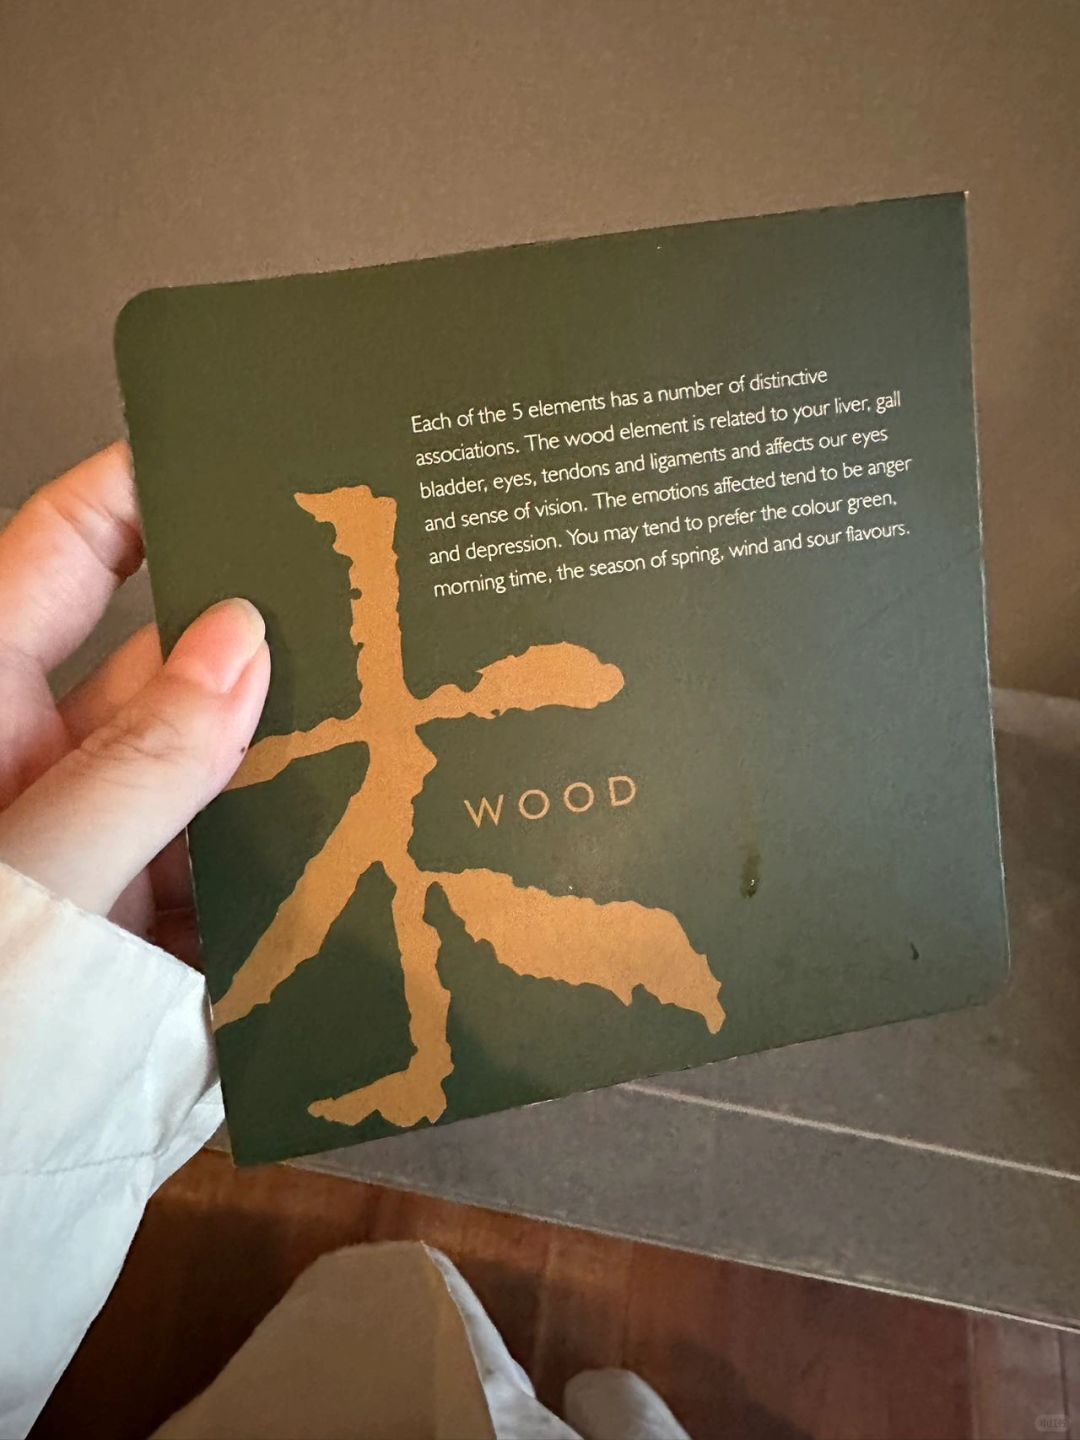 Each of the 5 elements has a number of distinctive
associations. The wood element is related to your liver, gall
bladder, eyes, tendons and ligaments and affects our eyes
and sense of vision. The emotions affected tend to be anger
and depression. You may tend to prefer the colour green,
morning time, the season of spring, wind and sour flavours.
木
WOOD